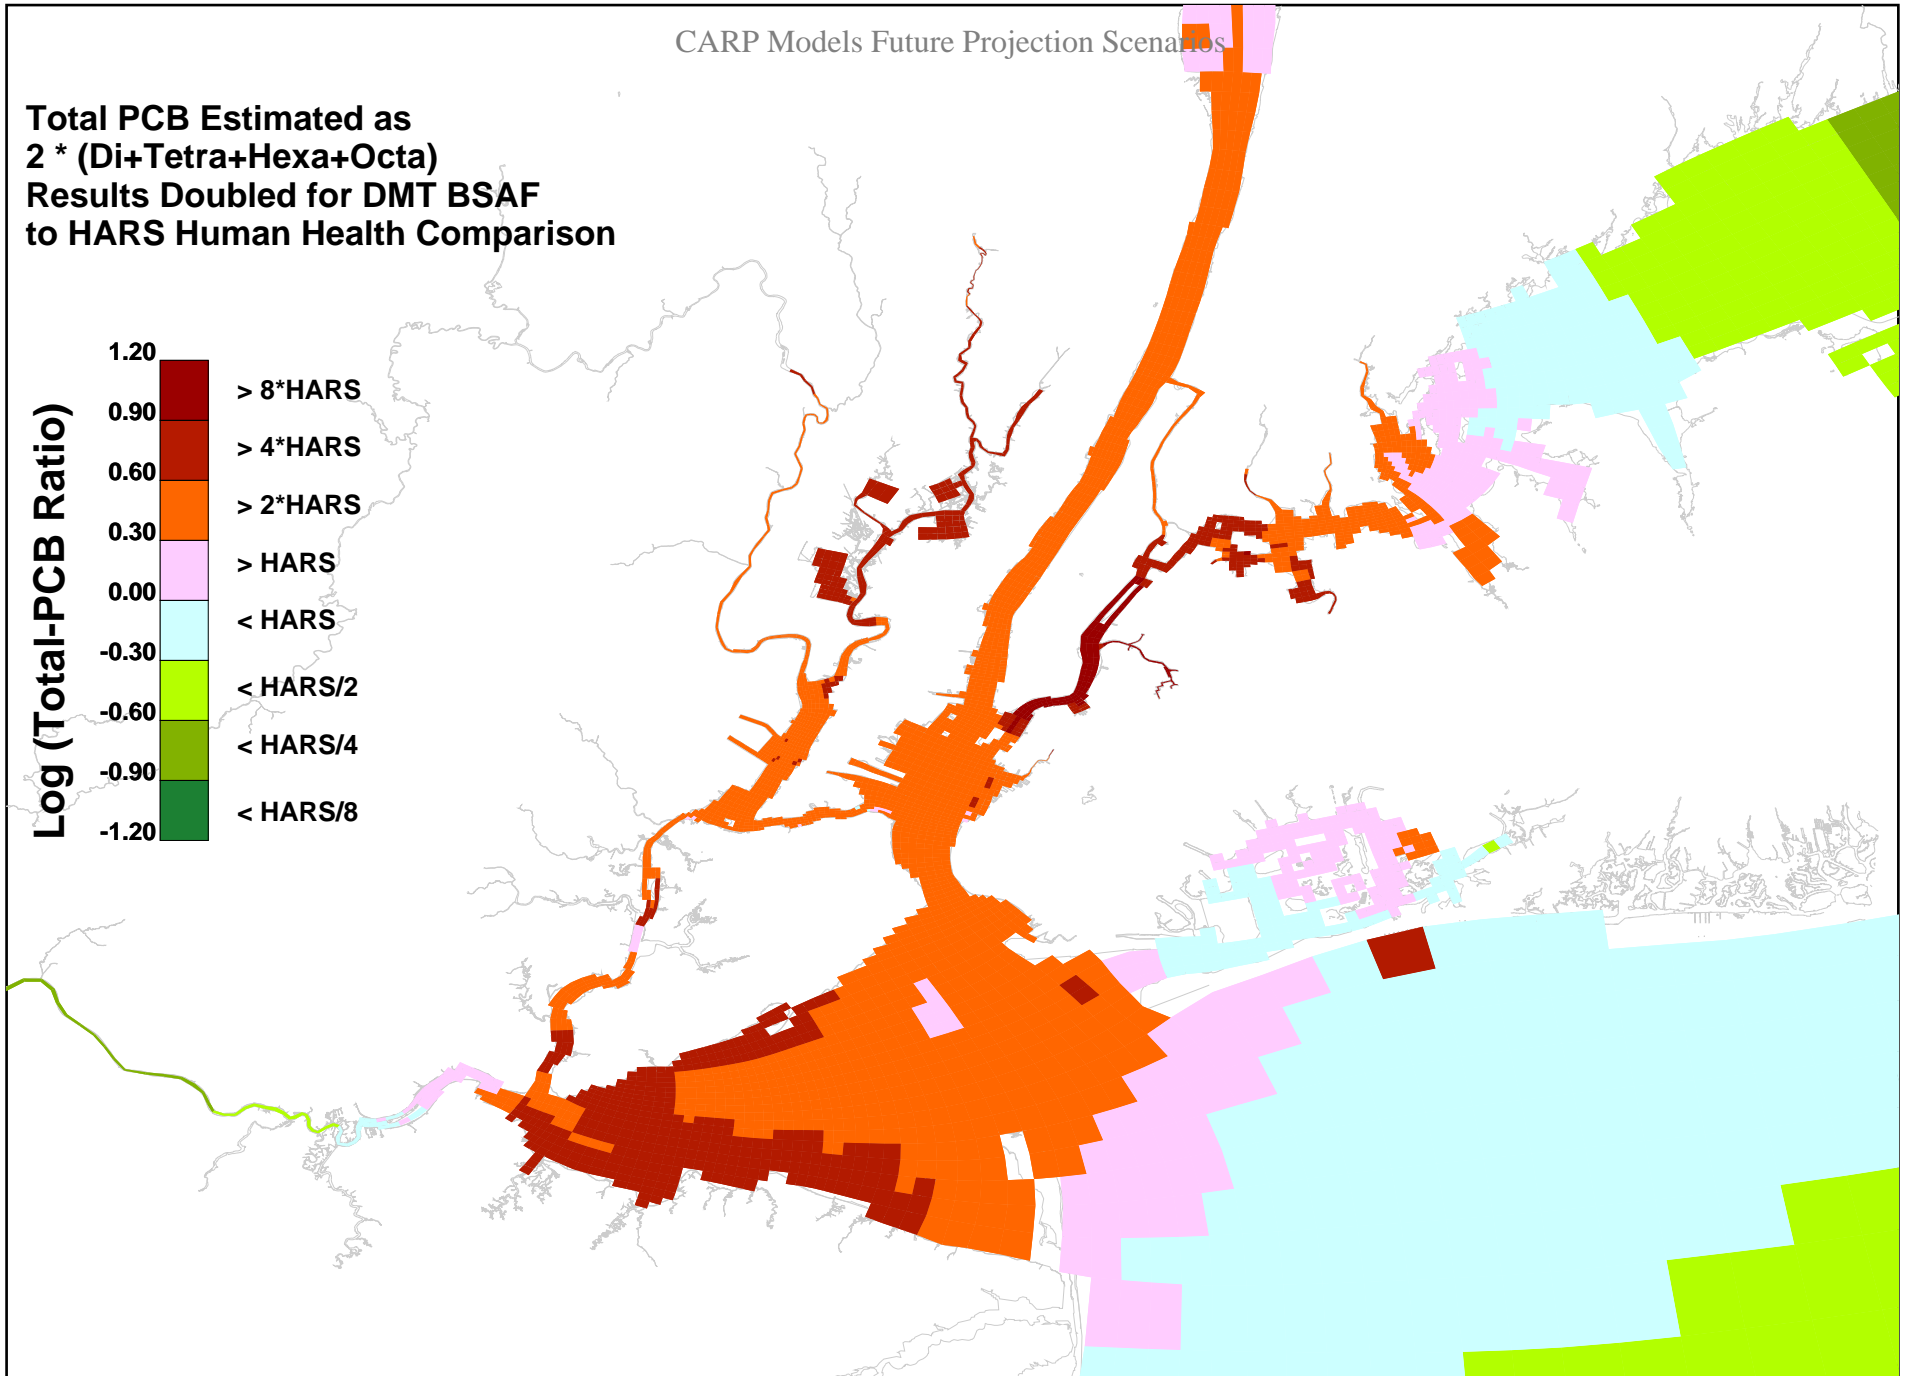 CARP Models Future Projection Scenarios
Total PCB Estimated as
2 * (Di+Tetra+Hexa+Octa)
Results Doubled for DMT BSAF
to HARS Human Health Comparison
Log (Total-PCB Ratio)
1.20
> 8*HARS
0.90
> 4*HARS
0.60
> 2*HARS
0.30
> HARS
0.00
< HARS
-0.30
< HARS/2
-0.60
< HARS/4
-0.90
< HARS/8
-1.20